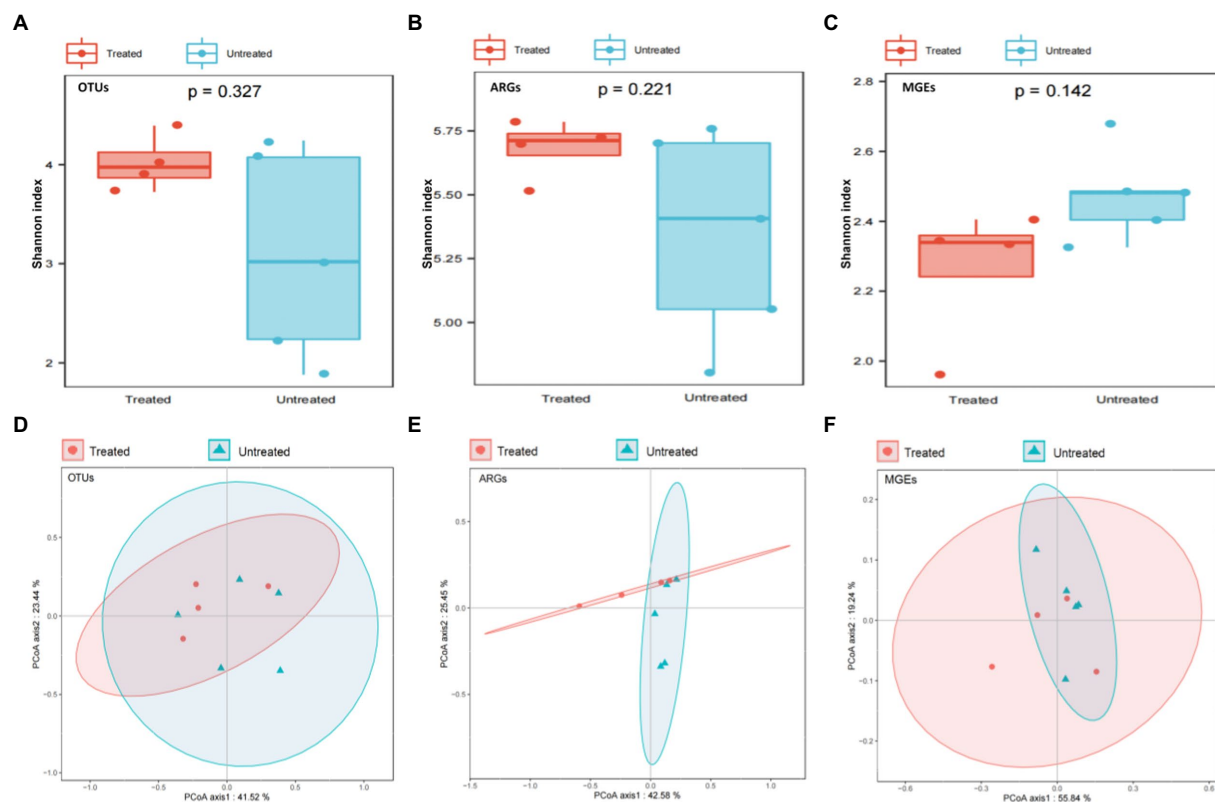 A
Treated Untreated
OTUs
p = 0.327
Shannon index
4
3
2
Treated Untreated
B
Treated Untreated
ARGs
p = 0.221
Shannon index
5.75
5.50
5.25
5.00
Treated Untreated
C
Treated Untreated
MGEs
p = 0.142
Shannon index
2.8
2.6
2.4
2.2
2.0
Treated Untreated
D
Treated Untreated
OTUs
PCoA axis2 : 23.44 %
0.5
0.0
−0.5
−1.0
−1.0 −0.5 0.0 0.5 1.0
PCoA axis1 : 41.52 %
E
Treated Untreated
ARGs
PCoA axis2 : 25.45 %
0.5
0.0
−0.5
−1.0 −0.5 0.0 0.5 1.0
PCoA axis1 : 42.58 %
F
Treated Untreated
MGEs
PCoA axis2 : 19.24 %
0.2
0.1
0.0
−0.1
−0.2
−0.6 −0.3 0.0 0.3 0.6
PCoA axis1 : 55.84 %